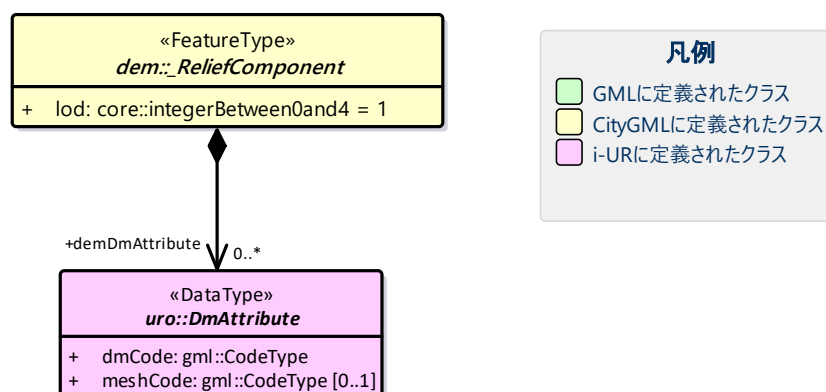 «FeatureType»
dem::_ReliefComponent
+ lod: core::integerBetween0and4 = 1
+demDmAttribute
0..*
«DataType»
uro::DmAttribute
+ dmCode: gml::CodeType
+ meshCode: gml::CodeType [0..1]
凡例
GMLに定義されたクラス
CityGMLに定義されたクラス
i-URに定義されたクラス